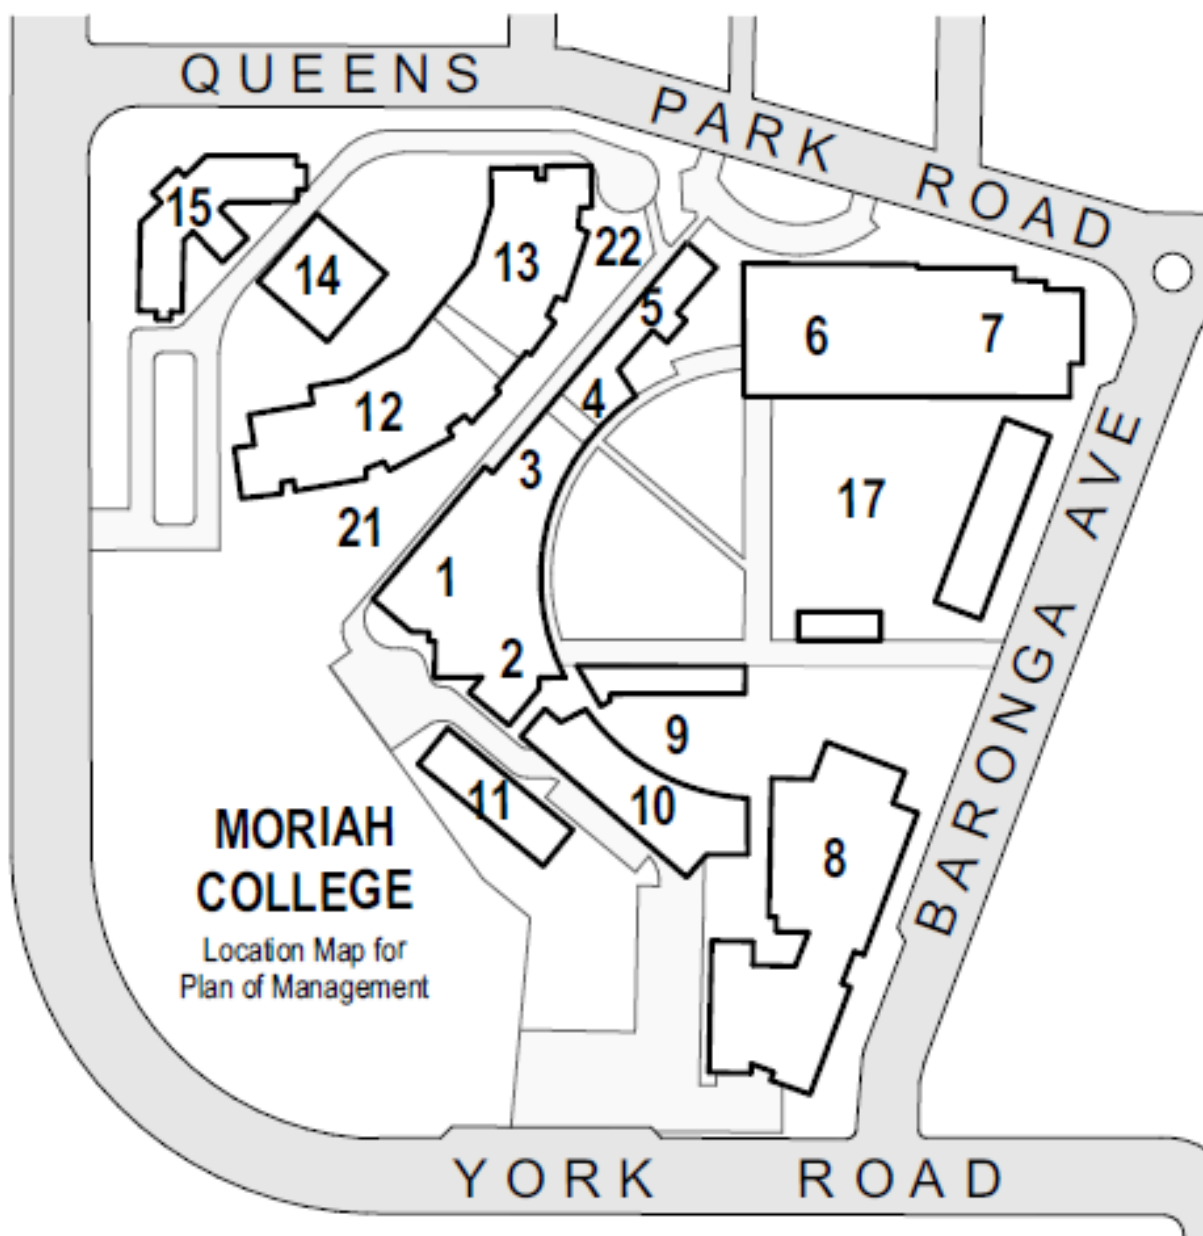 QUEENS PARK ROAD
15
13
22
14
5
6
7
12
4
3
17
21
1
2
BARONGA AVE
9
11
10
8
MORIAH
COLLEGE
Location Map for
Plan of Management
YORK ROAD